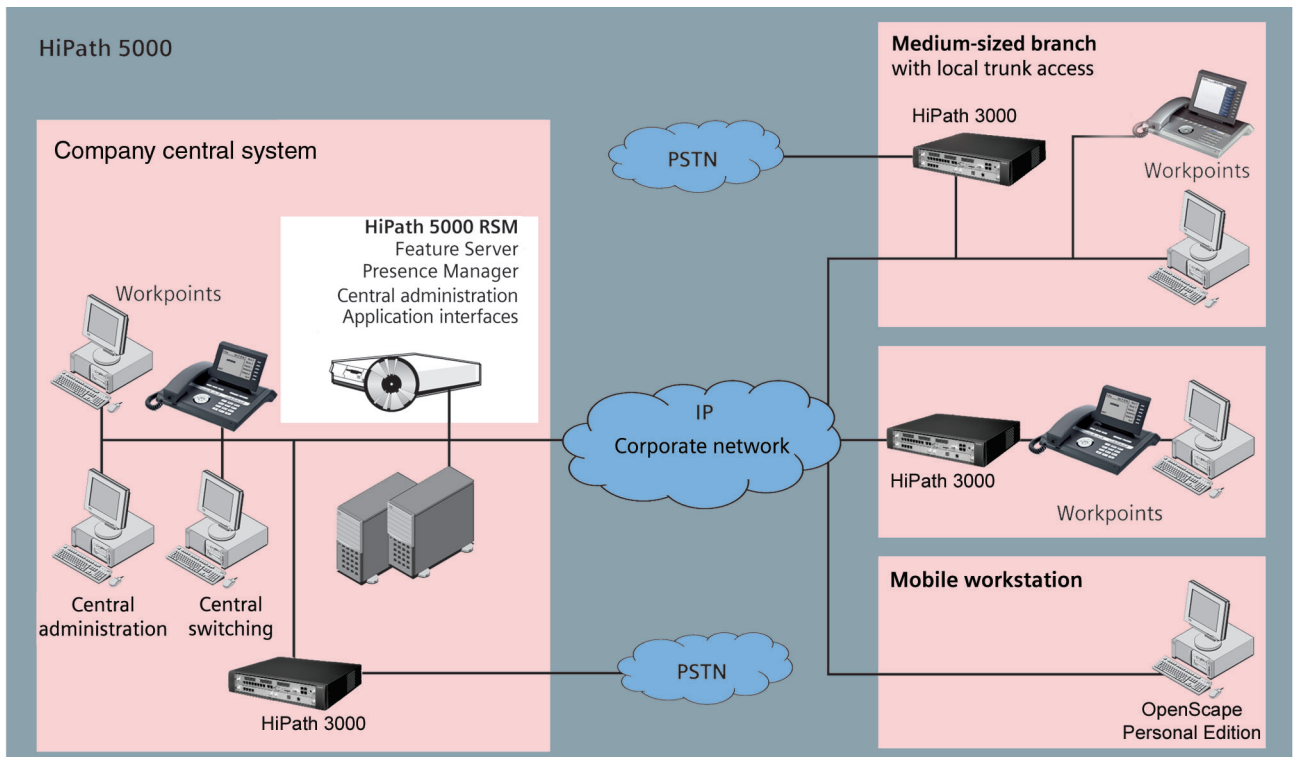 HiPath 5000
Company central system
HiPath 5000 RSM
Feature Server
Presence Manager
Central administration
Application interfaces
Workpoints
Central
administration
Central
switching
HiPath 3000
PSTN
IP
Corporate network
PSTN
Medium-sized branch
with local trunk access
HiPath 3000
Workpoints
HiPath 3000
Workpoints
Mobile workstation
OpenScape
Personal Edition